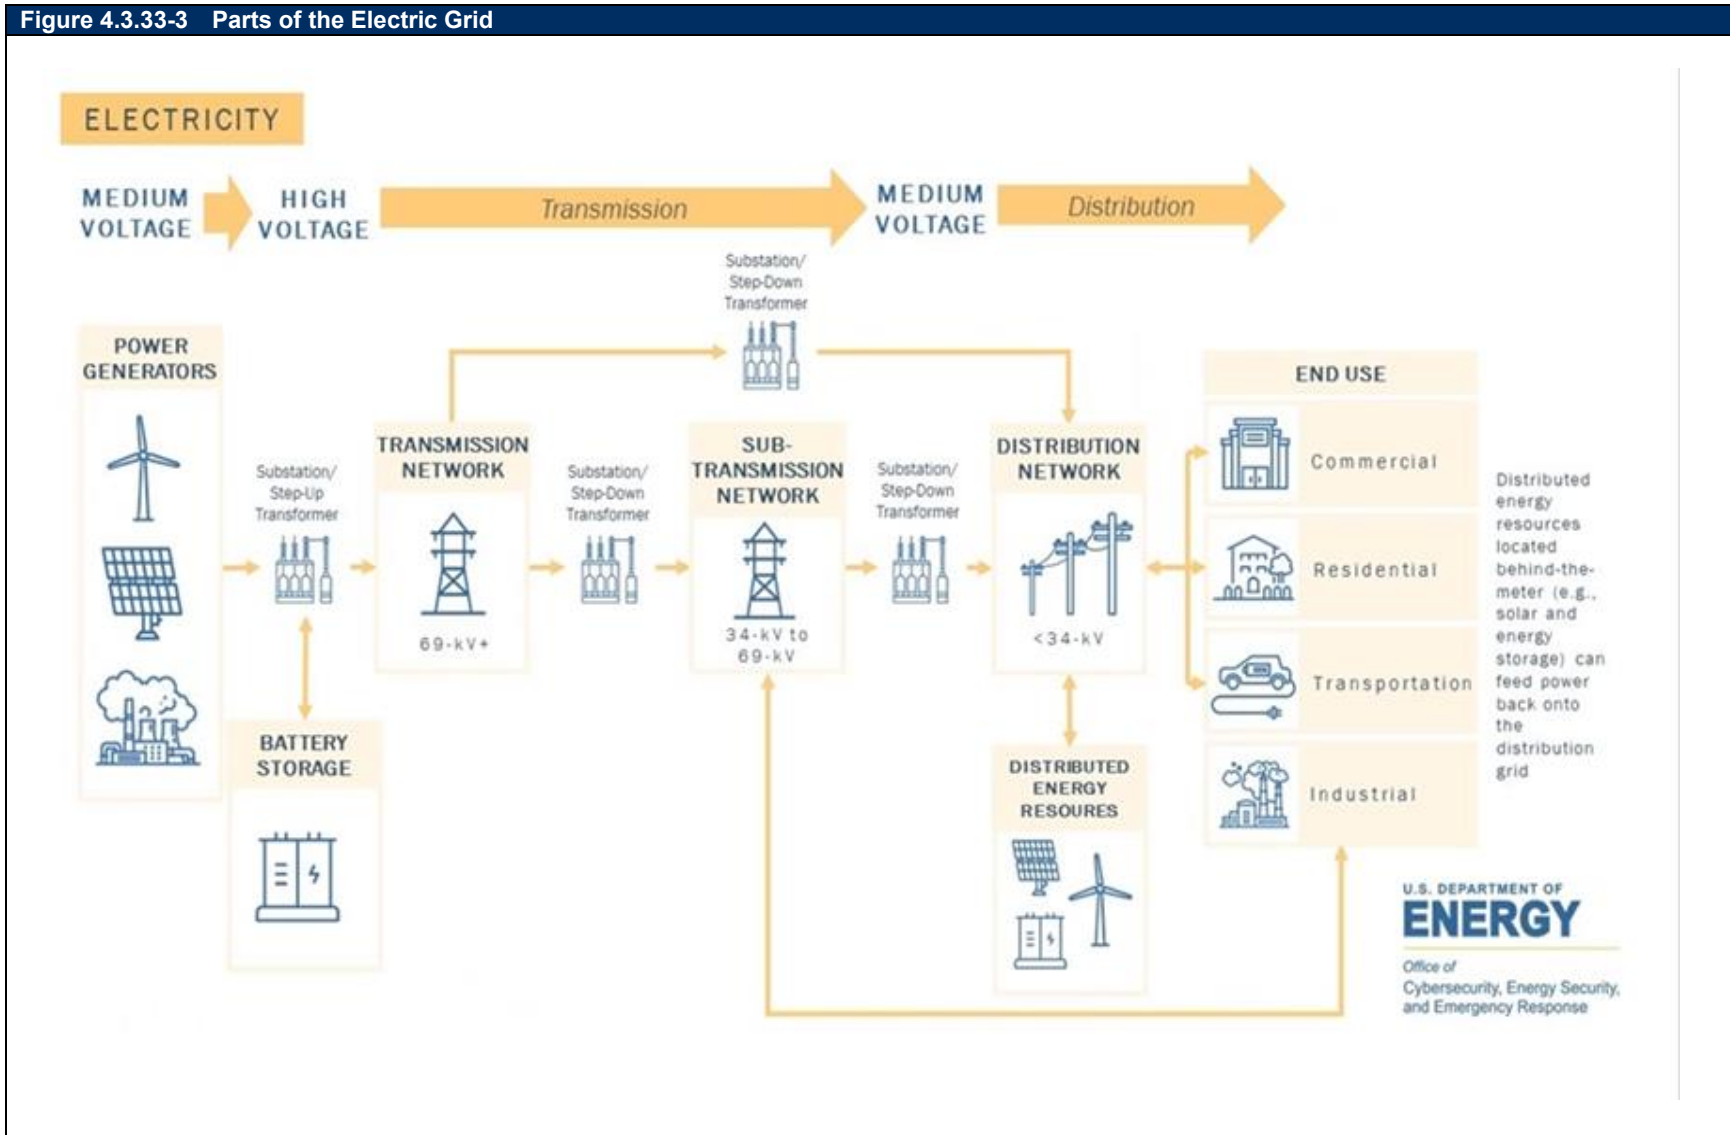 Figure 4.3.33-3 Parts of the Electric Grid
ELECTRICITY
MEDIUM
VOLTAGE
HIGH
VOLTAGE
Transmission
MEDIUM
VOLTAGE
Distribution
Substation/
Step-Down
Transformer
POWER
GENERATORS
Substation/
Step-Up
Transformer
TRANSMISSION
NETWORK
69-kV+
Substation/
Step-Down
Transformer
SUB-
TRANSMISSION
NETWORK
34-kV to
69-kV
Substation/
Step-Down
Transformer
DISTRIBUTION
NETWORK
<34-kV
END USE
Commercial
Residential
Transportation
Industrial
Distributed
energy
resources
located
behind-the-
meter (e.g.,
solar and
energy
storage) can
feed power
back onto
the
distribution
grid
BATTERY
STORAGE
DISTRIBUTED
ENERGY
RESOURES
U.S. DEPARTMENT OF
ENERGY
Office of
Cybersecurity, Energy Security,
and Emergency Response